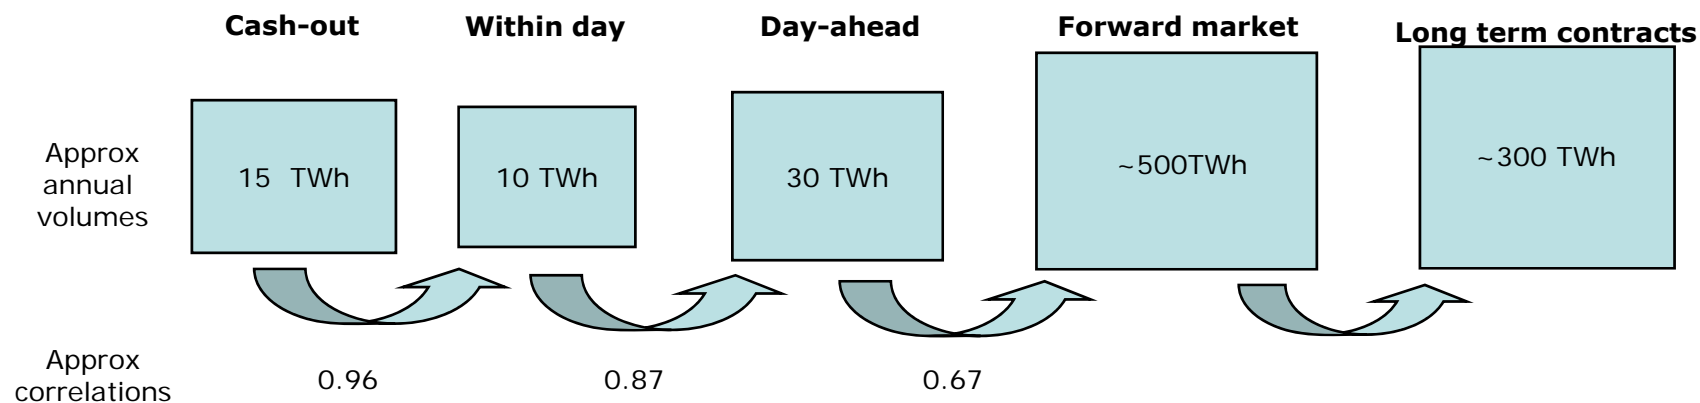 Cash-out
Within day
Day-ahead
Forward market
Long term contracts
Approx
annual
volumes
15 TWh
10 TWh
30 TWh
~500TWh
~300 TWh
Approx
correlations
0.96
0.87
0.67